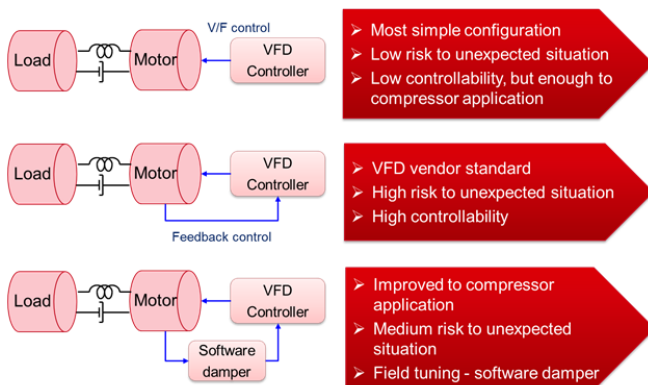 V/F control
Load
Motor
VFD
Controller
➢ Most simple configuration
➢ Low risk to unexpected situation
➢ Low controllability, but enough to
compressor application
Load
Motor
VFD
Controller
Feedback control
➢ VFD vendor standard
➢ High risk to unexpected situation
➢ High controllability
Load
Motor
VFD
Controller
Software
damper
➢ Improved to compressor
application
➢ Medium risk to unexpected
situation
➢ Field tuning - software damper